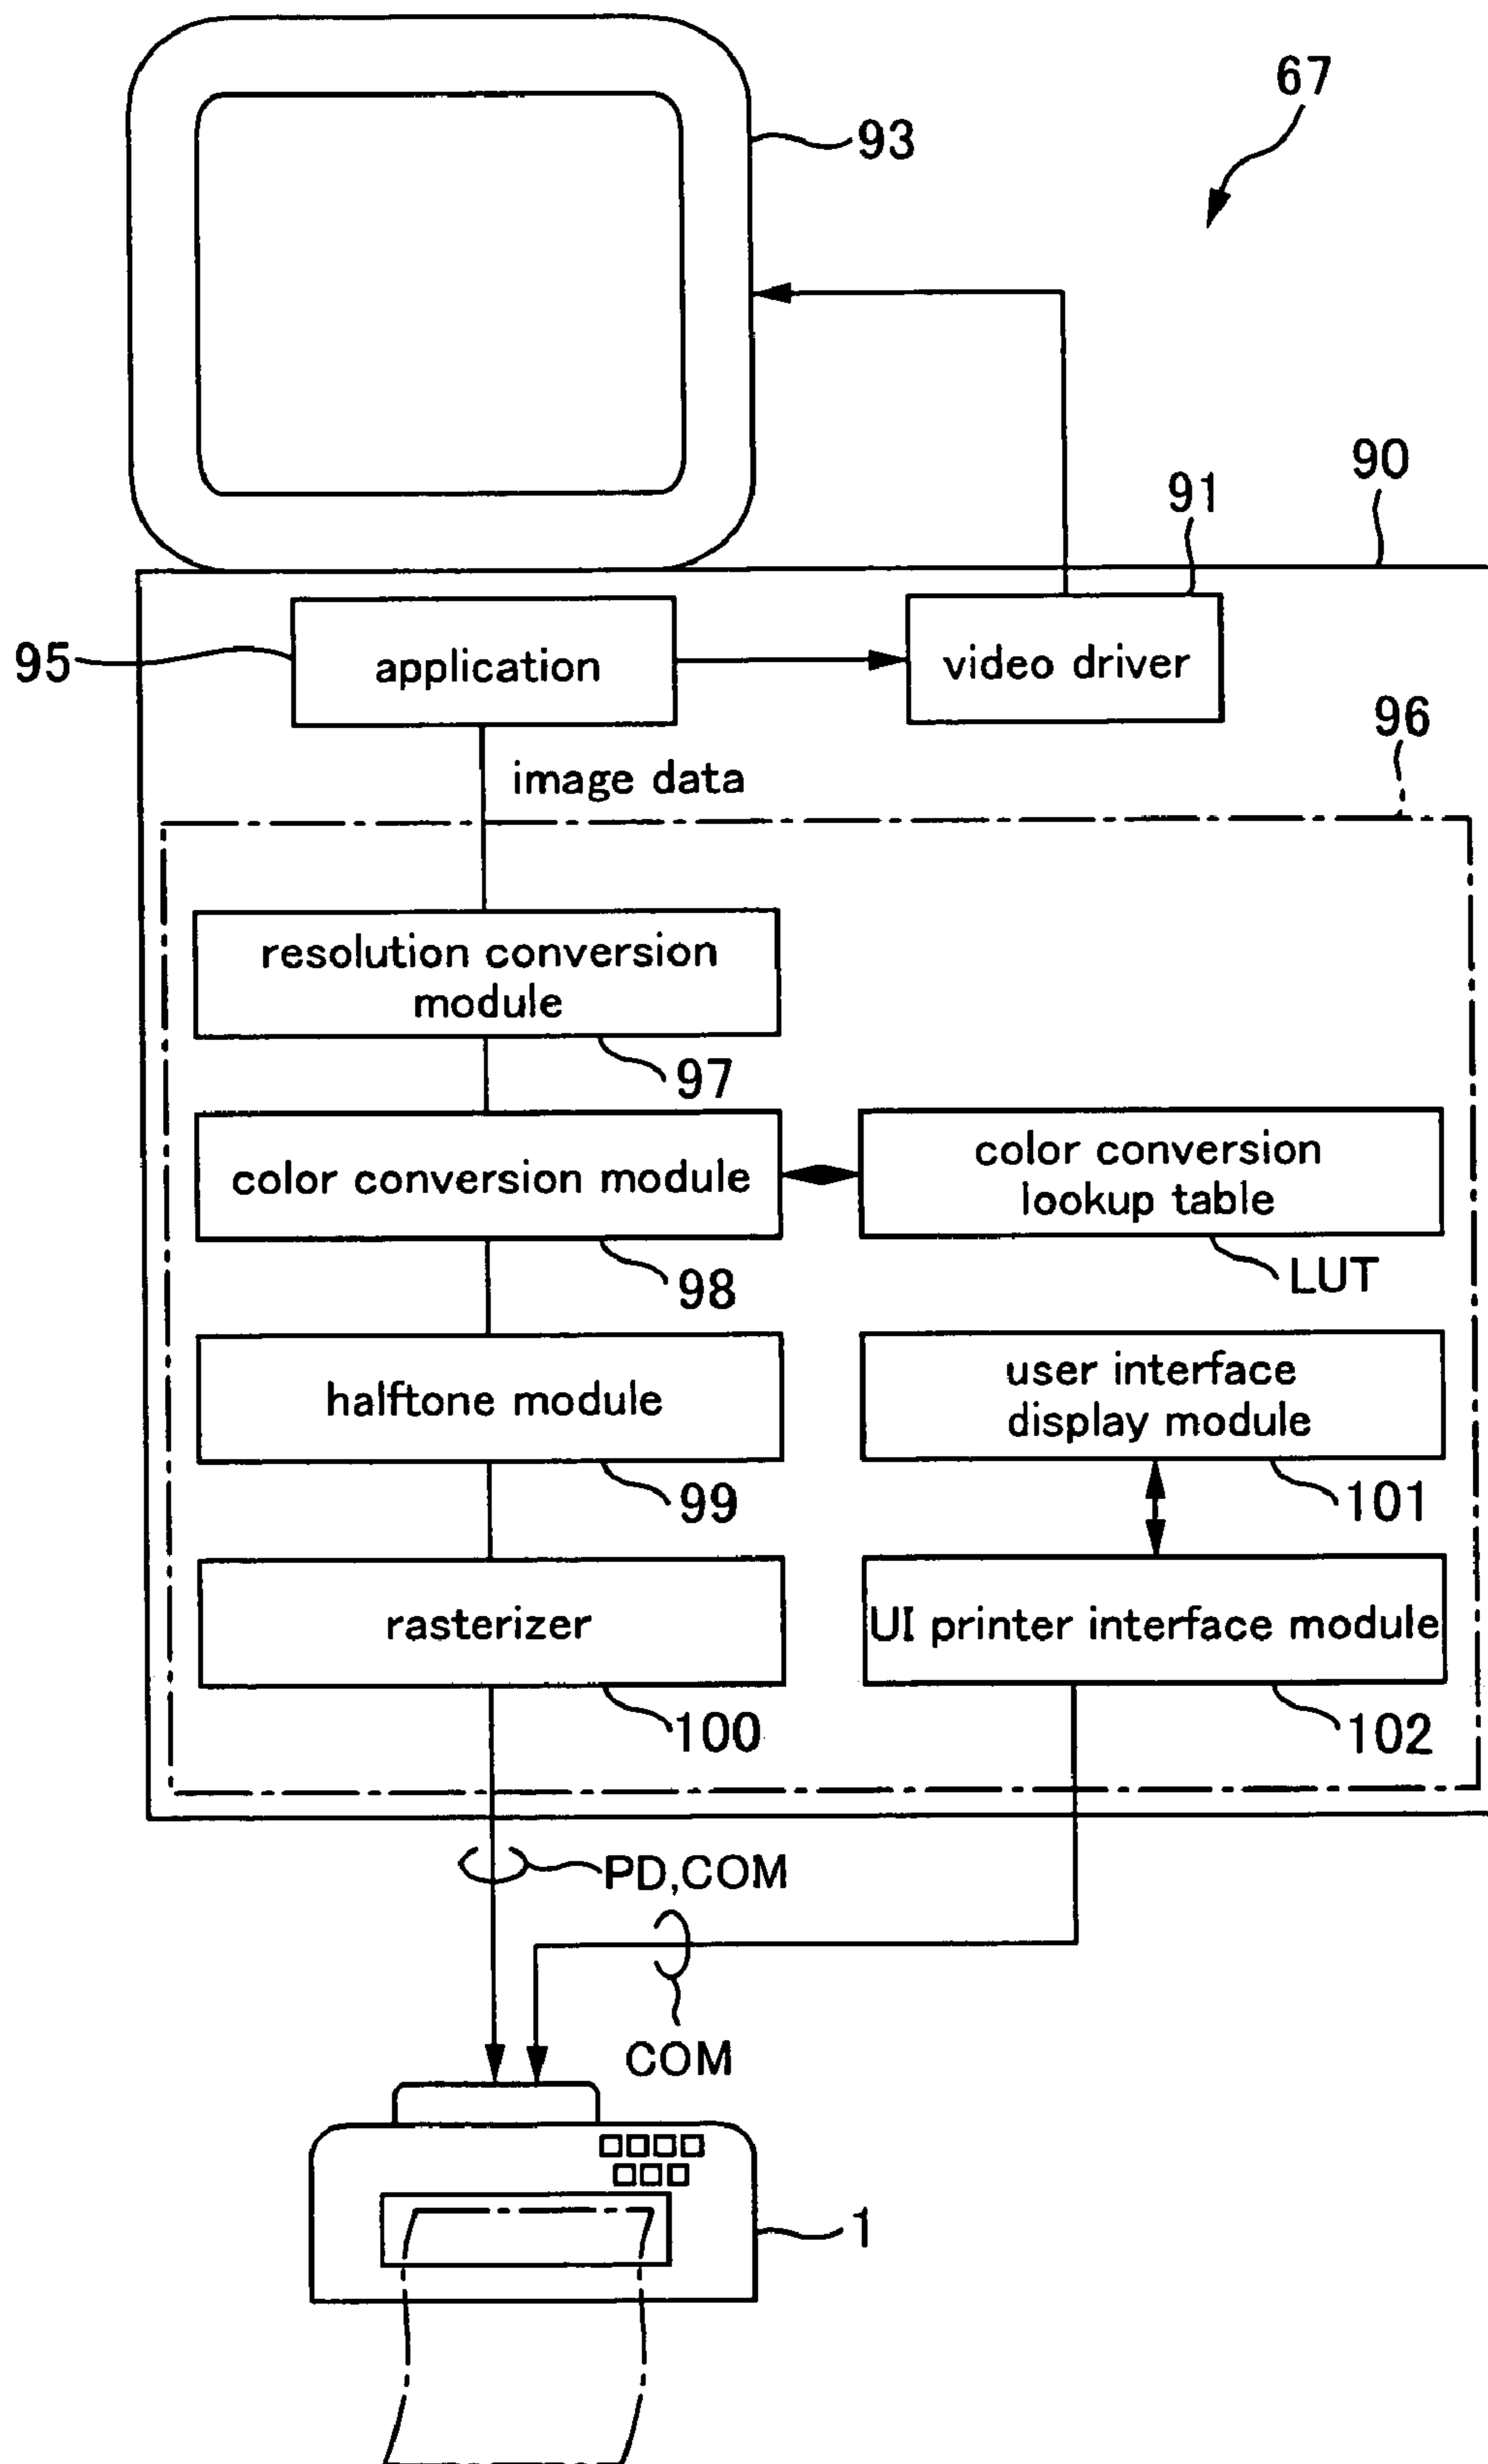 67
93
90
91
95
application
video driver
96
image data
resolution conversion
module
97
color conversion module
color conversion
lookup table
98
LUT
halftone module
user interface
display module
99
101
rasterizer
UI printer interface module
100
102
PD,COM
COM
1